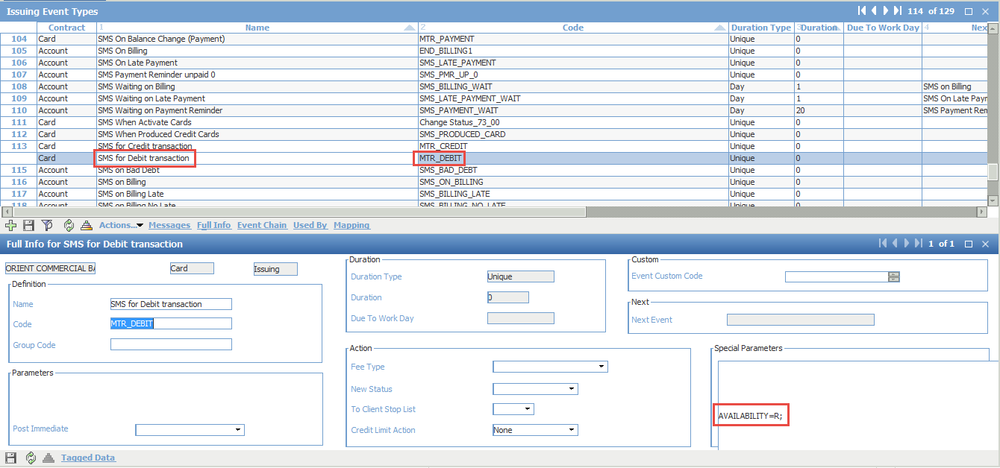 Issuing Event Types 114 of 129
Contract 1 Name 2 Code Duration Type 3 Duration Due To Work Day 4 Nex
104 Card SMS On Balance Change (Payment) MTR_PAYMENT Unique 0
105 Account SMS On Billing END_BILLING1 Unique 0
106 Account SMS On Late Payment SMS_LATE_PAYMENT Unique 0
107 Account SMS Payment Reminder unpaid 0 SMS_PMR_UP_0 Unique 0
108 Account SMS Waiting on Billing SMS_BILLING_WAIT Day 1 SMS on Billing
109 Account SMS Waiting on Late Payment SMS_LATE_PAYMENT_WAIT Day 1 SMS On Late Payr
110 Account SMS Waiting on Payment Reminder SMS_PAYMENT_WAIT Day 20 SMS Payment Rem
111 Card SMS When Activate Cards Change Status_73_00 Unique 0
112 Card SMS When Produced Credit Cards SMS_PRODUCED_CARD Unique 0
113 Card SMS for Credit transaction MTR_CREDIT Unique 0
Card SMS for Debit transaction MTR_DEBIT Unique 0
115 Account SMS on Bad Debt SMS_BAD_DEBT Unique 0
116 Account SMS on Billing SMS_ON_BILLING Unique 0
117 Account SMS on Billing Late SMS_BILLING_LATE Unique 0
118 Account SMS on Billing No Late SMS_BILLING_NO_LATE Unique 0
Actions... Messages Full Info Event Chain Used By Mapping
Full Info for SMS for Debit transaction 1 of 1
ORIENT COMMERCIAL BA Card Issuing
Definition
Name SMS for Debit transaction
Code MTR_DEBIT
Group Code
Parameters
Post Immediate
Duration
Duration Type Unique
Duration 0
Due To Work Day
Action
Fee Type
New Status
To Client Stop List
Credit Limit Action None
Custom
Event Custom Code
Next
Next Event
Special Parameters
AVAILABILITY=R;
Tagged Data